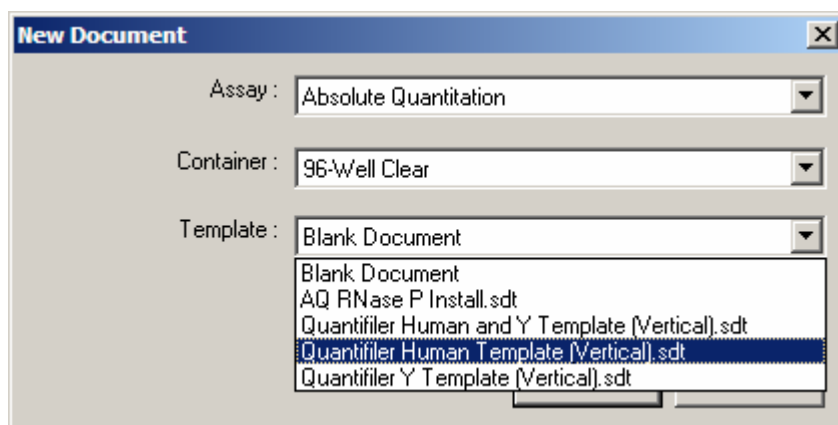 New Document
Assay : Absolute Quantitation
Container : 96-Well Clear
Template : Blank Document
Blank Document
AQ RNase P Install.sdt
Quantifiler Human and Y Template (Vertical).sdt
Quantifiler Human Template (Vertical).sdt
Quantifiler Y Template (Vertical).sdt